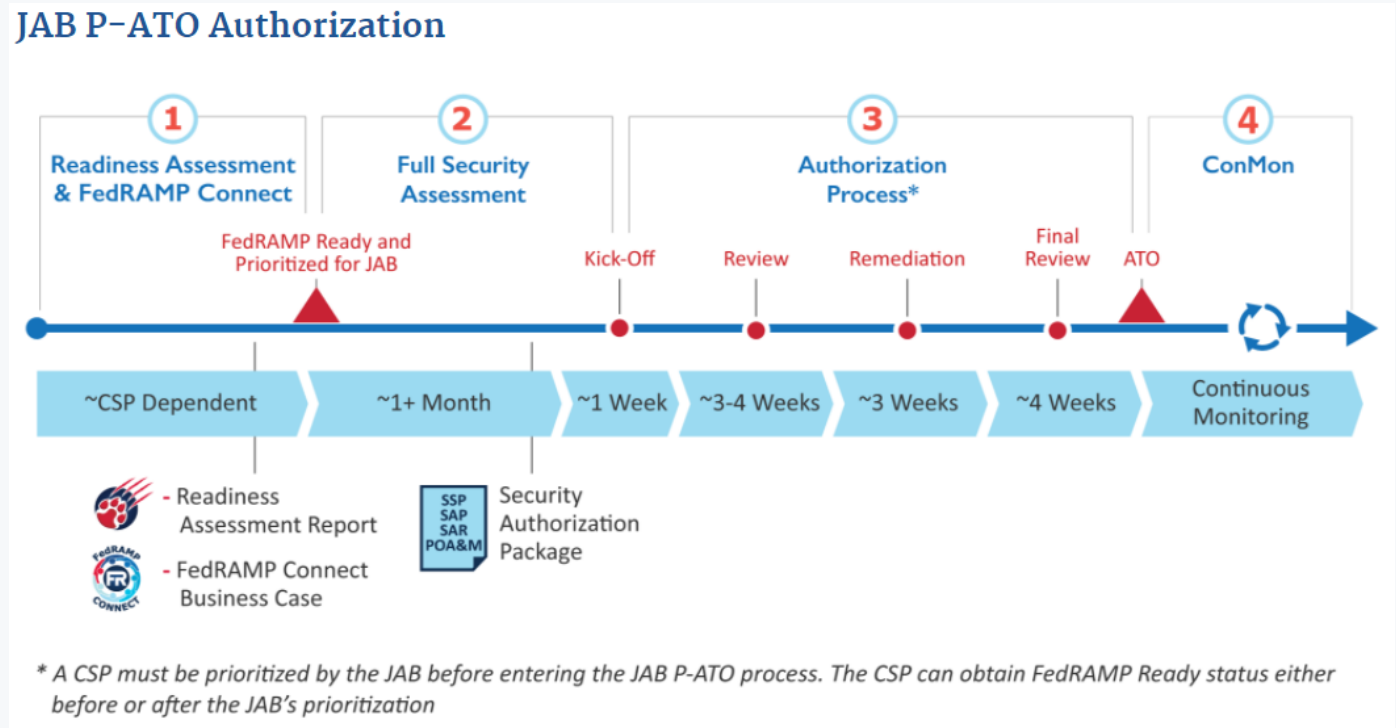 JAB P-ATO Authorization
1
Readiness Assessment
& FedRAMP Connect
2
Full Security
Assessment
3
Authorization
Process*
4
ConMon
FedRAMP Ready and
Prioritized for JAB
Kick-Off
Review
Remediation
Final
Review
ATO
~CSP Dependent
~1+ Month
~1 Week
~3-4 Weeks
~3 Weeks
~4 Weeks
Continuous
Monitoring
- Readiness
Assessment Report
FedRAMP
FR
CONNECT
- FedRAMP Connect
Business Case
SSP
SAP
SAR
POA&M
Security
Authorization
Package
* A CSP must be prioritized by the JAB before entering the JAB P-ATO process. The CSP can obtain FedRAMP Ready status either
before or after the JAB's prioritization